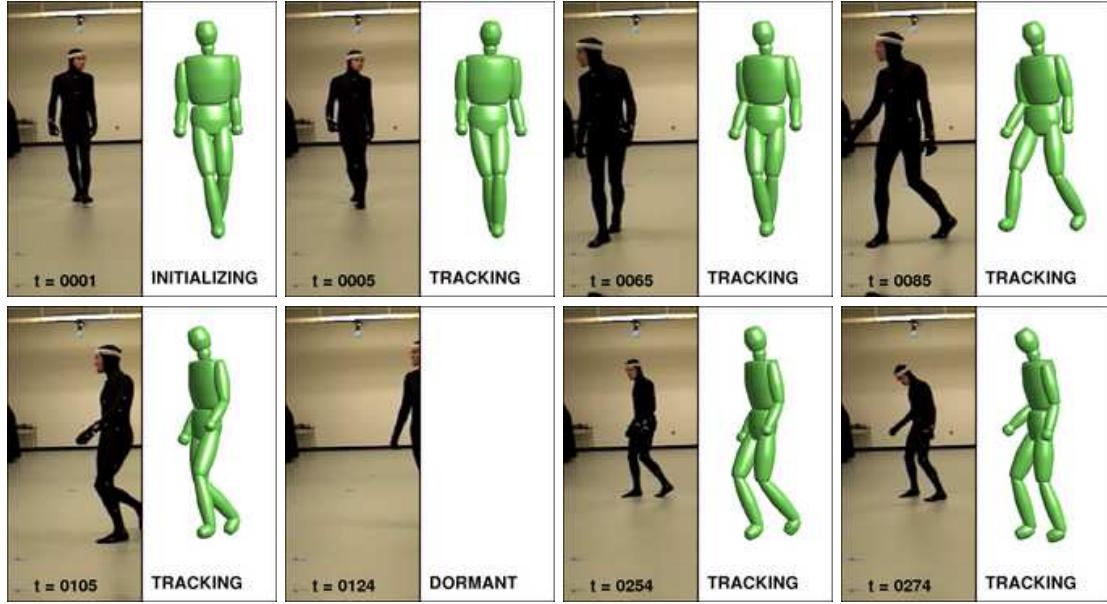 t = 0001 INITIALIZING
t = 0005 TRACKING
t = 0065 TRACKING
t = 0085 TRACKING
t = 0105 TRACKING
t = 0124 DORMANT
t = 0254 TRACKING
t = 0274 TRACKING